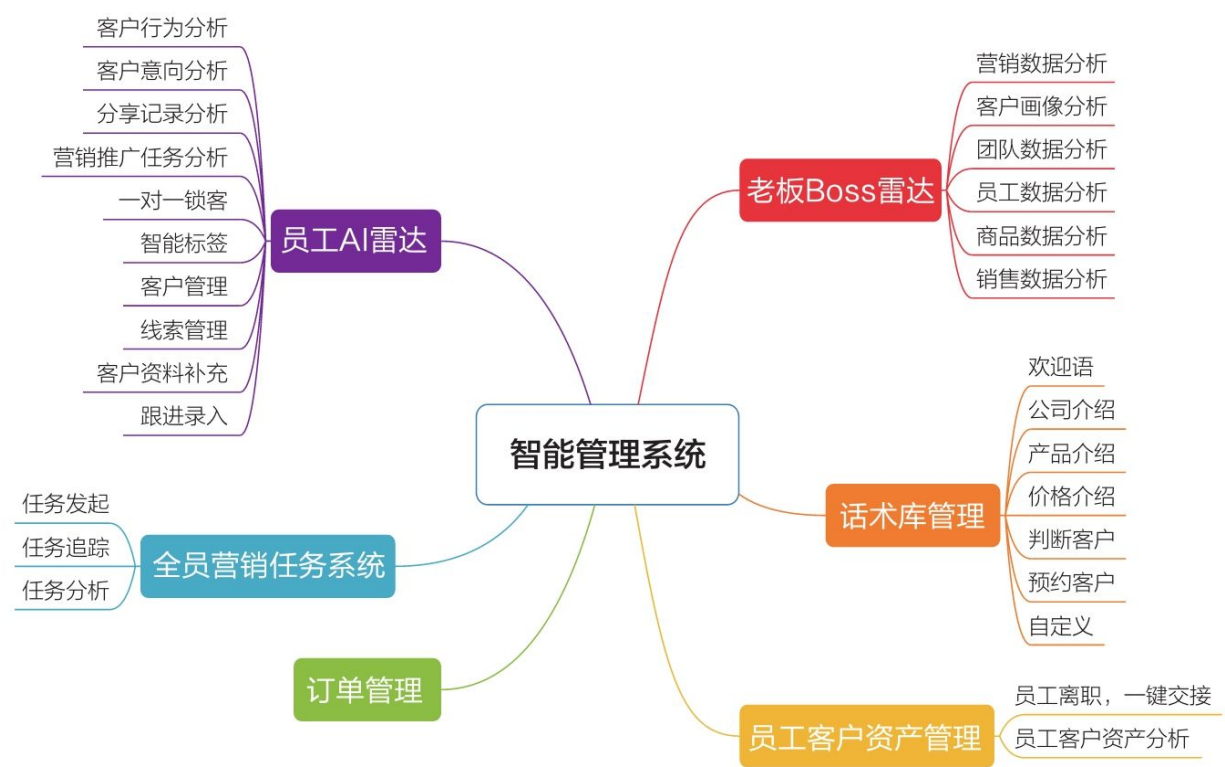 智能管理系统
老板Boss雷达
营销数据分析
客户画像分析
团队数据分析
员工数据分析
商品数据分析
销售数据分析
话术库管理
欢迎语
公司介绍
产品介绍
价格介绍
判断客户
预约客户
自定义
员工客户资产管理
员工离职，一键交接
员工客户资产分析
订单管理
全员营销任务系统
任务发起
任务追踪
任务分析
员工AI雷达
客户行为分析
客户意向分析
分享记录分析
营销推广任务分析
一对一锁客
智能标签
客户管理
线索管理
客户资料补充
跟进录入